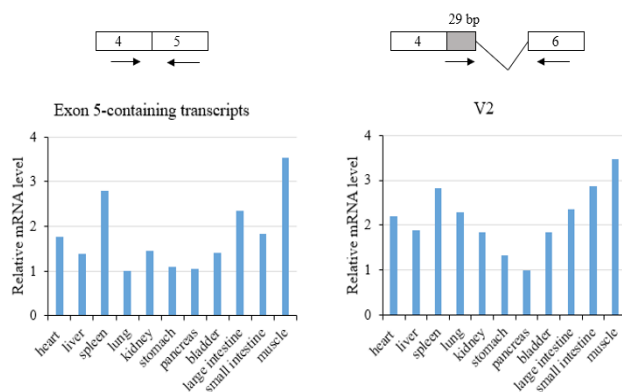 29 bp
4 5
4 6
Exon 5-containing transcripts
V2
Relative mRNA level
4
3
2
1
0
heart
liver
spleen
lung
kidney
stomach
pancreas
bladder
large intestine
small intestine
muscle
Relative mRNA level
4
3
2
1
0
heart
liver
spleen
lung
kidney
stomach
pancreas
bladder
large intestine
small intestine
muscle